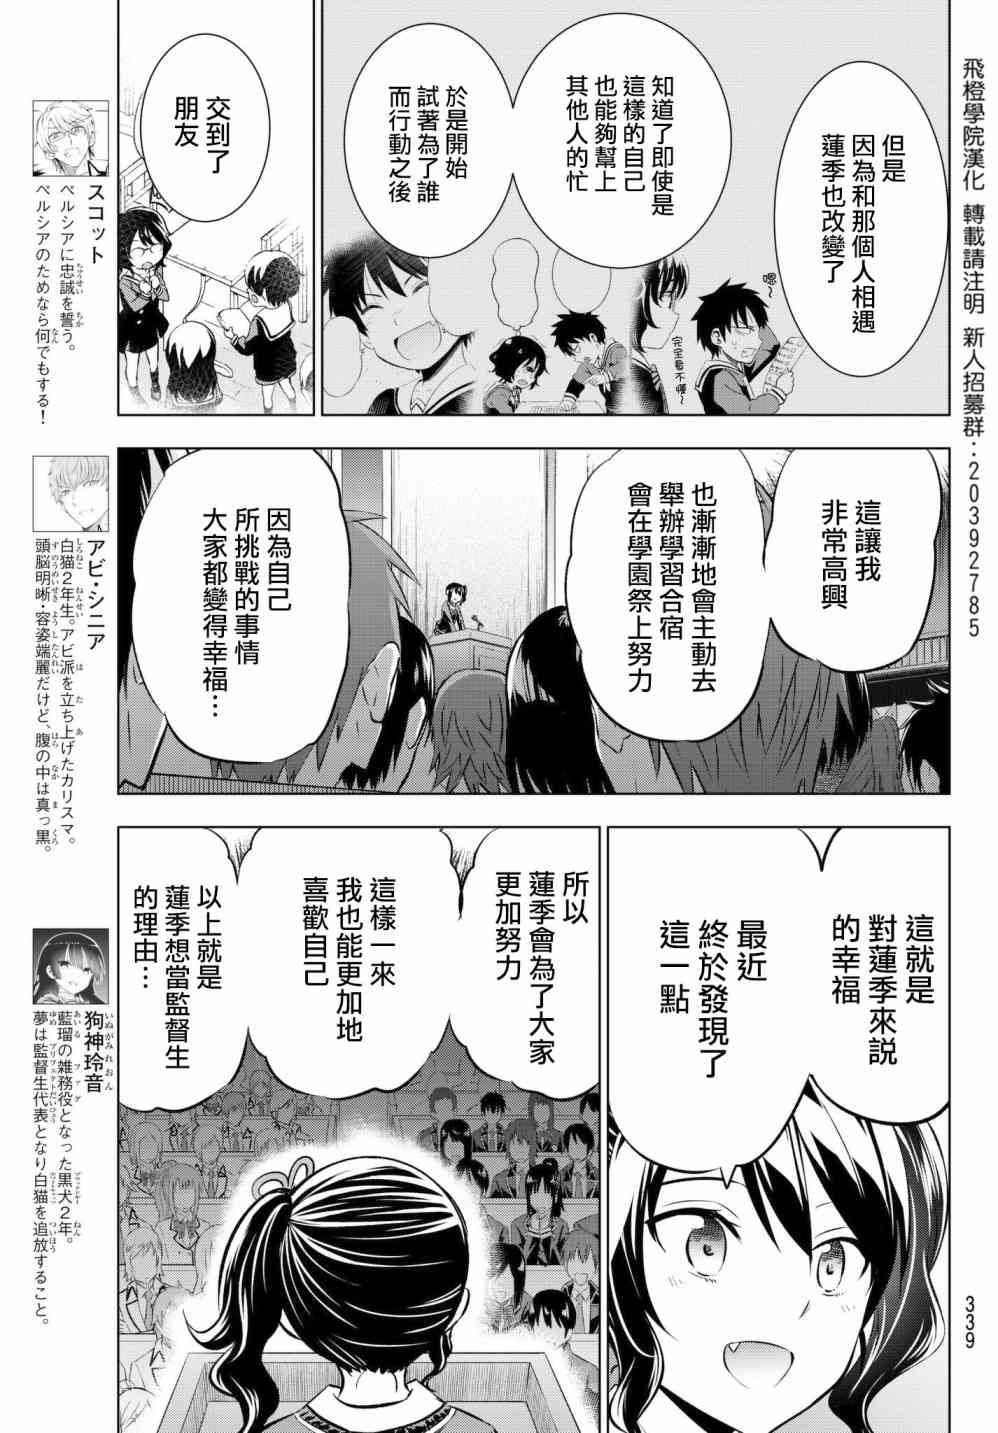 但是
因為和那個人相遇
蓮季也改變了
嗯~
知道了即使是
這樣的自己
也能夠幫上
其他人的忙
完全看不懂~
於是開始
試著為了誰
而行動之後
交到了
朋友
這讓我
非常高興
也漸漸地會主動去
舉辦學習合宿
會在學園祭上努力
因為自己
所挑戰的事情
大家都變得幸福…
這就是
對蓮季來說
的幸福
最近
終於發現了
這一點
所以
蓮季會為了大家
更加努力
這樣一來
我也能更加地
喜歡自己
以上就是
蓮季想當監督生
的理由…
飛橙學院漢化 轉載請注明 新人招募群:20392785
339
スコット
ペルシアに忠誠を誓う。
ペルシアのためなら何でもする!
アビ・シニア
白猫2年生。アビ派を立ち上げたカリスマ。
頭脳明晰・容姿端麗だけど、腹の中は真っ黒。
狗神玲音
藍瑠の雑務役となった黒犬2年。
夢は監督生代表となり白猫を追放すること。